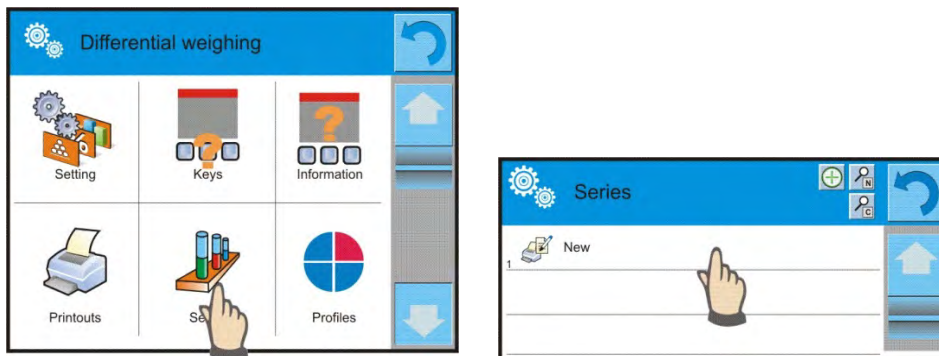 Differential weighing
Setting
Keys
Information
Printouts
Profiles
Series
N
C
1
New